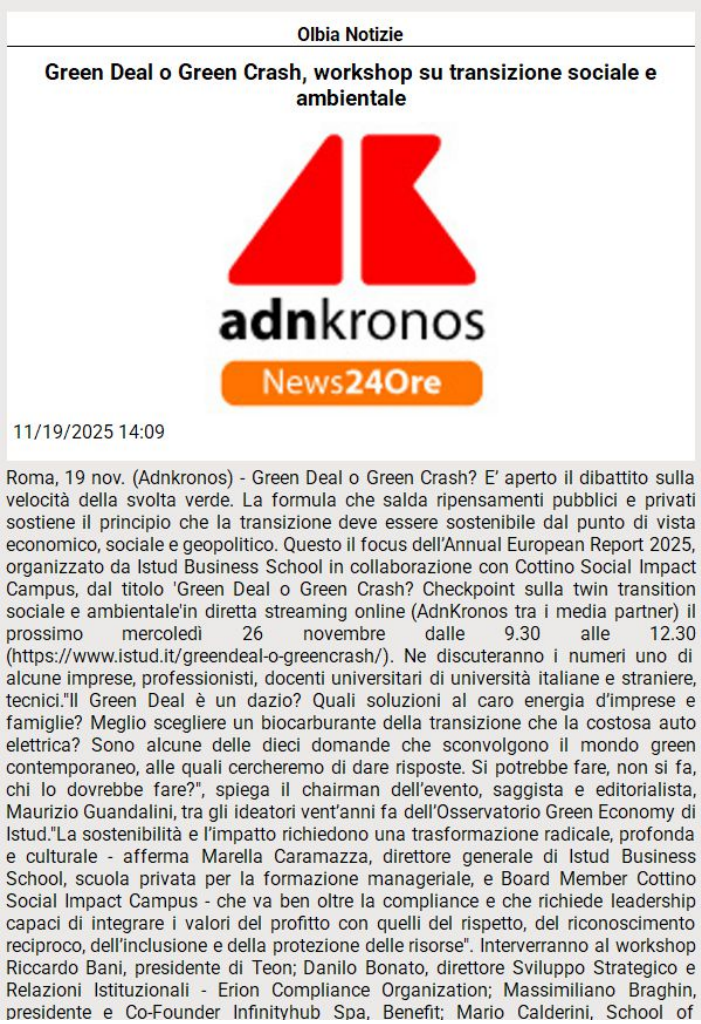 Olbia Notizie
Green Deal o Green Crash, workshop su transizione sociale e
ambientale
adnkronos
News24Ore
11/19/2025 14:09
Roma, 19 nov. (Adnkronos) - Green Deal o Green Crash? E’ aperto il dibattito sulla
velocità della svolta verde. La formula che salda ripensamenti pubblici e privati
sostiene il principio che la transizione deve essere sostenibile dal punto di vista
economico, sociale e geopolitico. Questo il focus dell’Annual European Report 2025,
organizzato da Istud Business School in collaborazione con Cottino Social Impact
Campus, dal titolo 'Green Deal o Green Crash? Checkpoint sulla twin transition
sociale e ambientale'in diretta streaming online (AdnKronos tra i media partner) il
prossimo mercoledì 26 novembre dalle 9.30 alle 12.30
(https://www.istud.it/greendeal-o-greencrash/). Ne discuteranno i numeri uno di
alcune imprese, professionisti, docenti universitari di università italiane e straniere,
tecnici."Il Green Deal è un dazio? Quali soluzioni al caro energia d’imprese e
famiglie? Meglio scegliere un biocarburante della transizione che la costosa auto
elettrica? Sono alcune delle dieci domande che sconvolgono il mondo green
contemporaneo, alle quali cercheremo di dare risposte. Si potrebbe fare, non si fa,
chi lo dovrebbe fare?", spiega il chairman dell’evento, saggista e editorialista,
Maurizio Guandalini, tra gli ideatori vent’anni fa dell’Osservatorio Green Economy di
Istud."La sostenibilità e l’impatto richiedono una trasformazione radicale, profonda
e culturale - afferma Marella Caramazza, direttore generale di Istud Business
School, scuola privata per la formazione manageriale, e Board Member Cottino
Social Impact Campus - che va ben oltre la compliance e che richiede leadership
capaci di integrare i valori del profitto con quelli del rispetto, del riconoscimento
reciproco, dell’inclusione e della protezione delle risorse". Interverranno al workshop
Riccardo Bani, presidente di Teon; Danilo Bonato, direttore Sviluppo Strategico e
Relazioni Istituzionali - Erion Compliance Organization; Massimiliano Braghin,
presidente e Co-Founder Infinityhub Spa, Benefit; Mario Calderini, School of